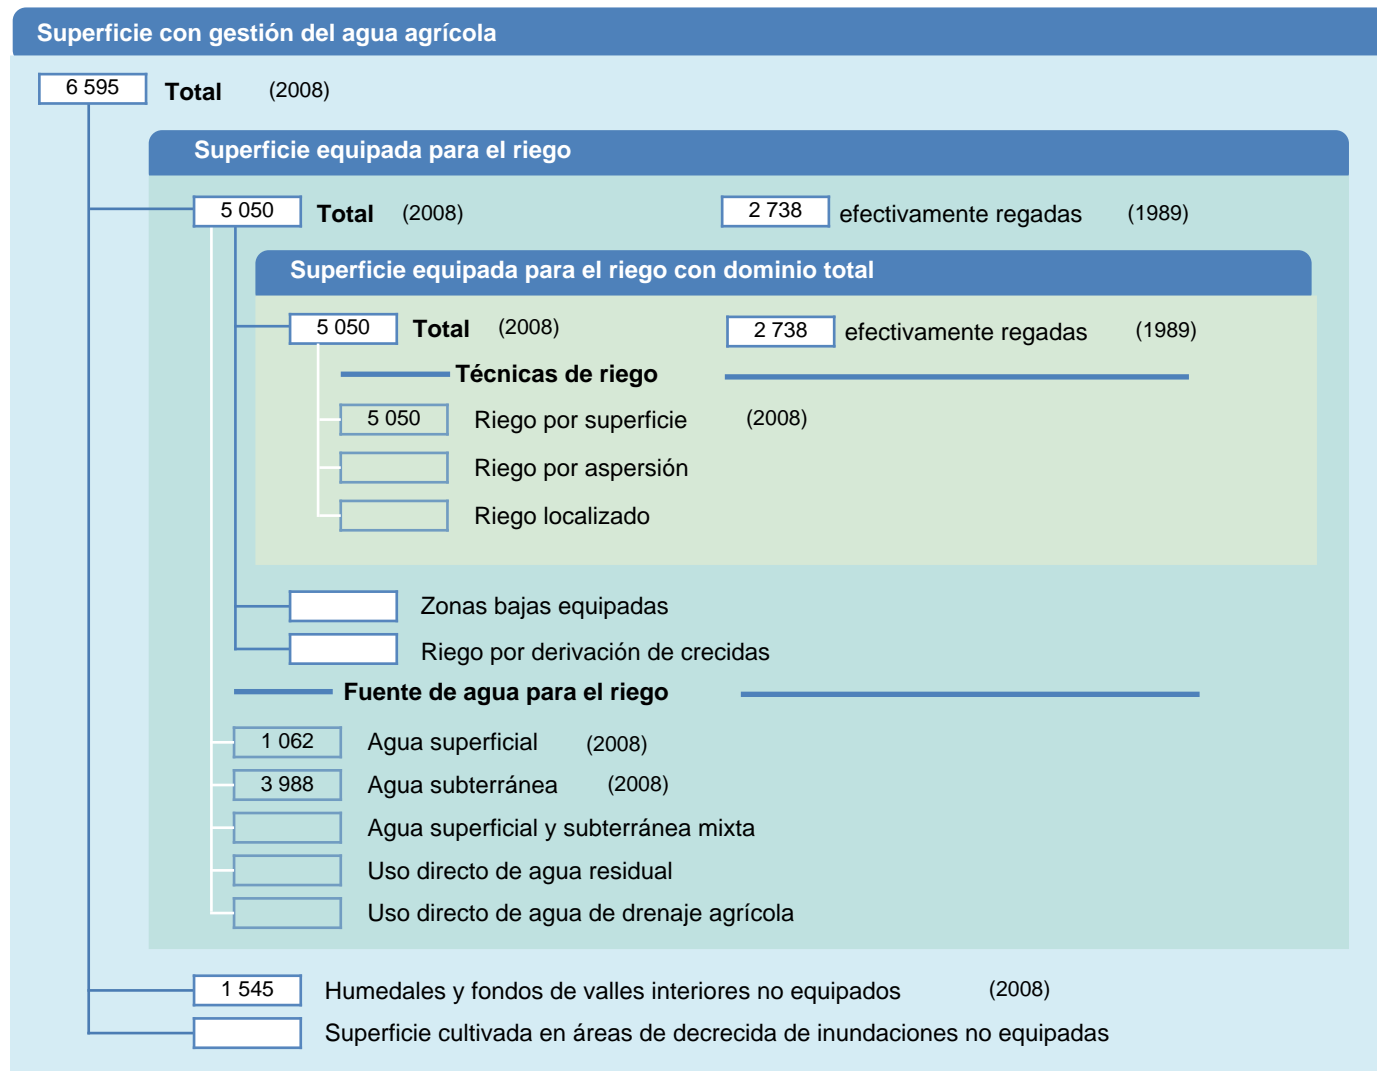 Superficie con gestión del agua agrícola
6 595 Total (2008)
Superficie equipada para el riego
5 050 Total (2008) 2 738 efectivamente regadas (1989)
Superficie equipada para el riego con dominio total
5 050 Total (2008) 2 738 efectivamente regadas (1989)
Técnicas de riego
5 050 Riego por superficie (2008)
Riego por aspersión
Riego localizado
Zonas bajas equipadas
Riego por derivación de crecidas
Fuente de agua para el riego
1 062 Agua superficial (2008)
3 988 Agua subterránea (2008)
Agua superficial y subterránea mixta
Uso directo de agua residual
Uso directo de agua de drenaje agrícola
1 545 Humedales y fondos de valles interiores no equipados (2008)
Superficie cultivada en áreas de decrecida de inundaciones no equipadas